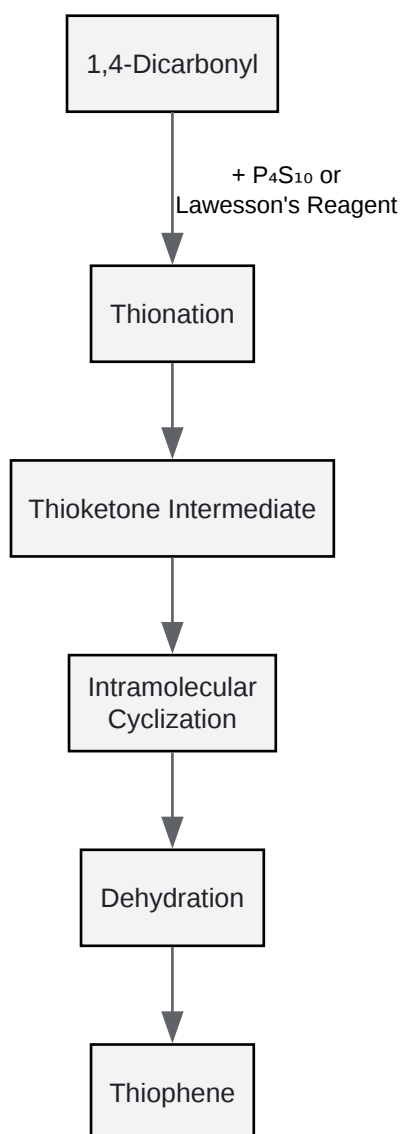 1,4-Dicarbonyl
+ P₄S₁₀ or
Lawesson's Reagent
Thionation
Thioketone Intermediate
Intramolecular
Cyclization
Dehydration
Thiophene